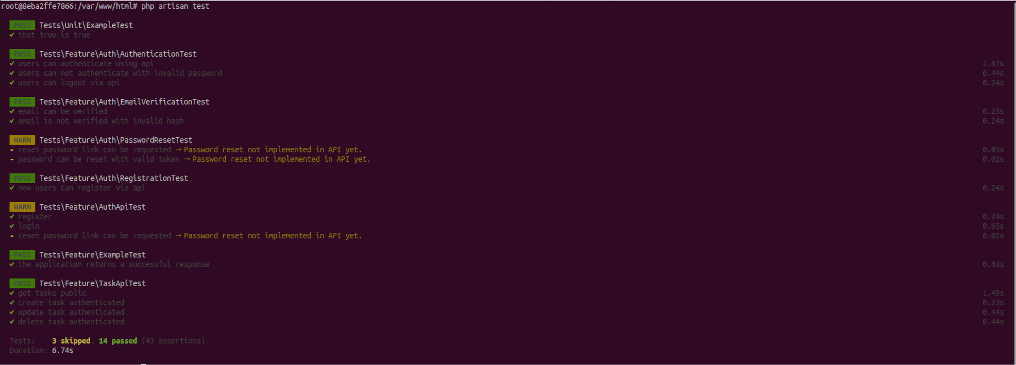 root@8eba2ffe7866:/var/www/html# php artisan test
PASS Tests\Unit\ExampleTest
✓ that true is true
PASS Tests\Feature\Auth\AuthenticationTest
✓ users can authenticate using api 1.67s
✓ users can not authenticate with invalid password 0.44s
✓ users can logout via api 0.24s
PASS Tests\Feature\Auth\EmailVerificationTest
✓ email can be verified 0.25s
✓ email is not verified with invalid hash 0.24s
WARN Tests\Feature\Auth\PasswordResetTest
- reset password link can be requested → Password reset not implemented in API yet. 0.03s
- password can be reset with valid token → Password reset not implemented in API yet. 0.02s
PASS Tests\Feature\Auth\RegistrationTest
✓ new users can register via api 0.24s
WARN Tests\Feature\AuthApiTest
✓ register 0.24s
✓ login 0.65s
- reset password link can be requested → Password reset not implemented in API yet. 0.02s
PASS Tests\Feature\ExampleTest
✓ the application returns a successful response 0.03s
PASS Tests\Feature\TaskApiTest
✓ get tasks public 1.49s
✓ create task authenticated 0.23s
✓ update task authenticated 0.44s
✓ delete task authenticated 0.44s
Tests: 3 skipped, 14 passed (43 assertions)
Duration: 6.74s